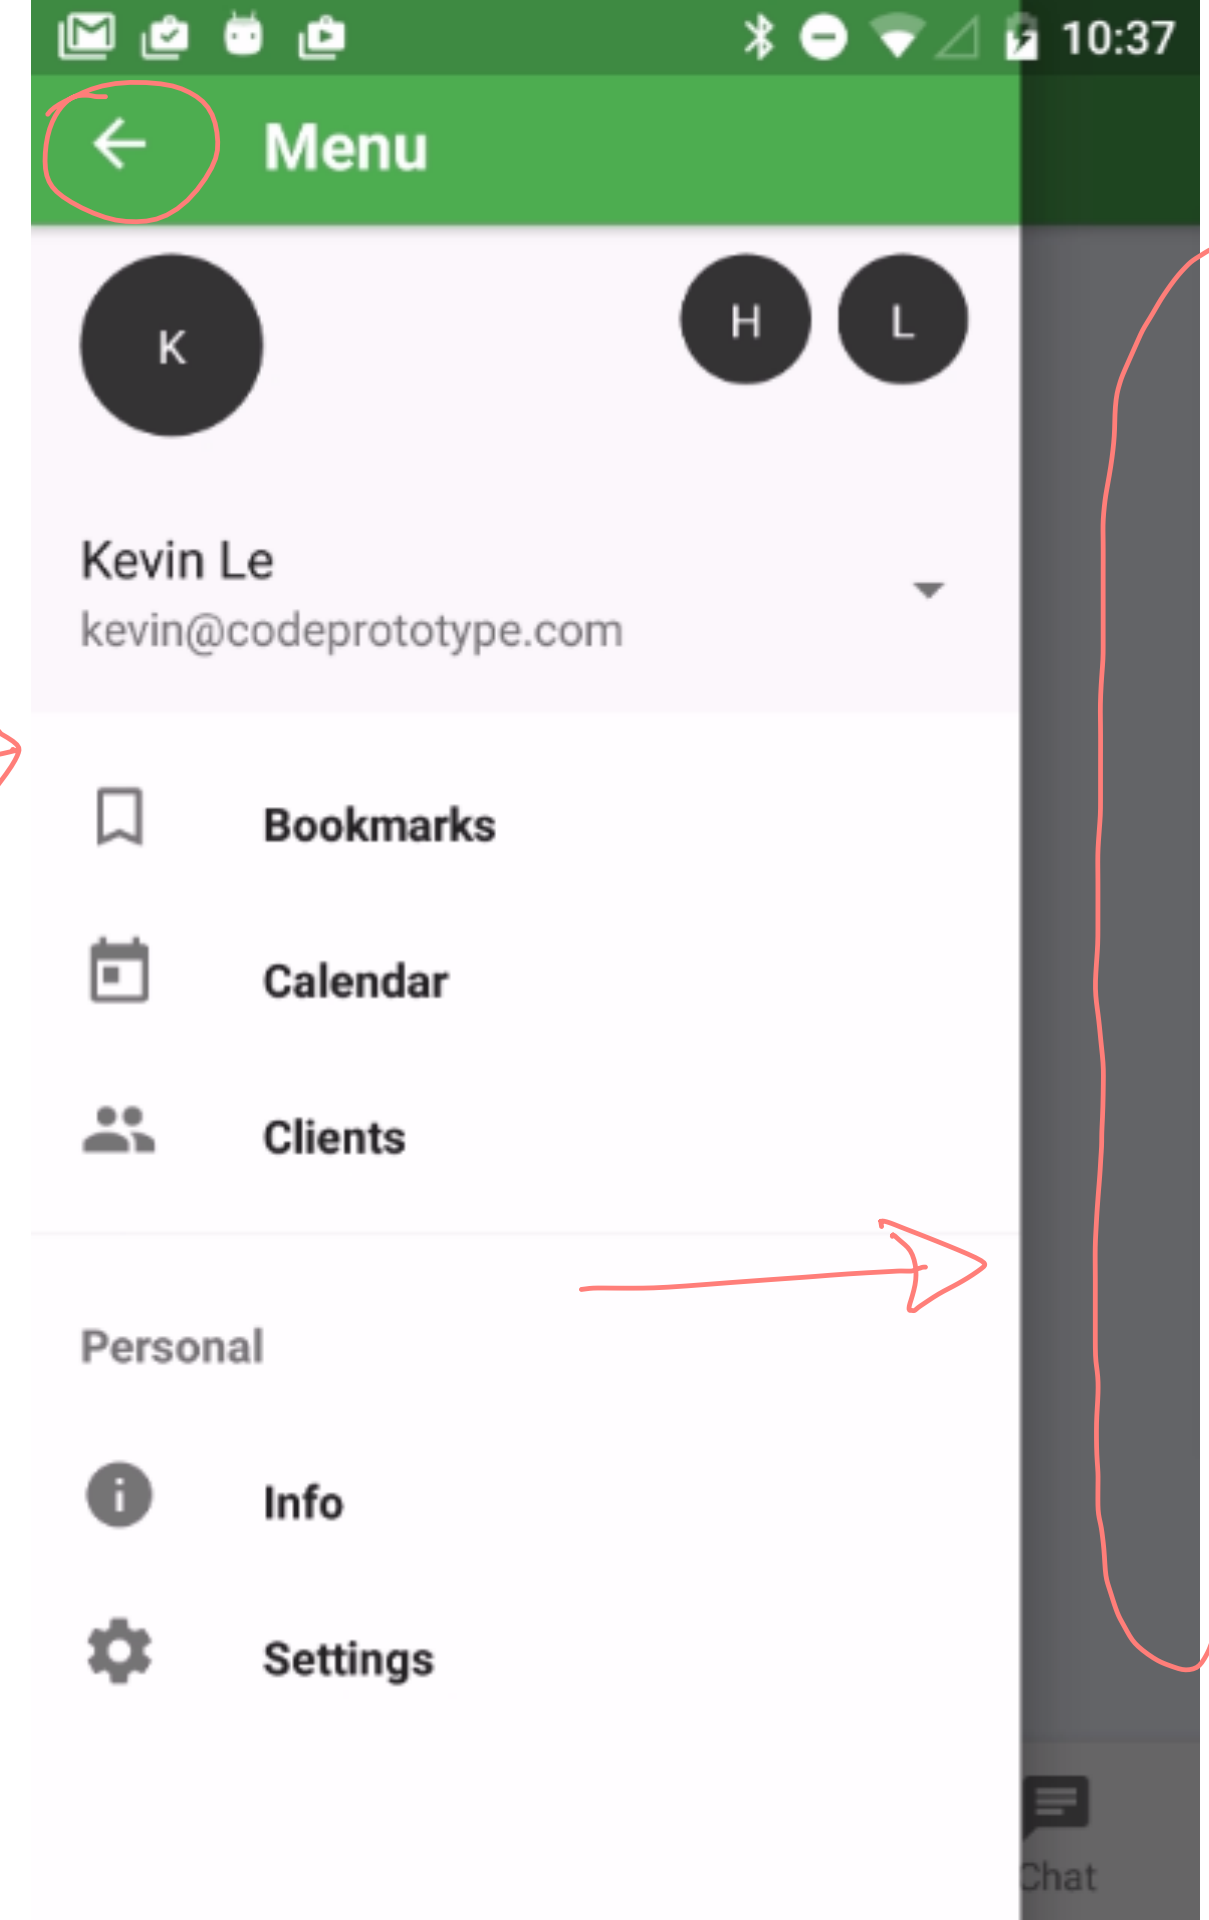 10:37
Menu
K
H
L
Kevin Le
kevin@codeprototype.com
Bookmarks
Calendar
Clients
Personal
Info
Settings
Chat